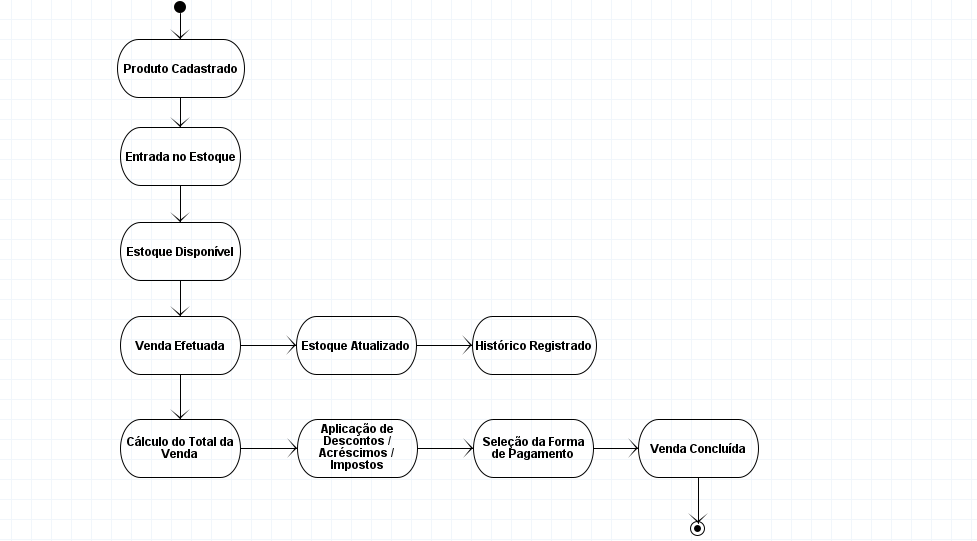 Produto Cadastrado
Entrada no Estoque
Estoque Disponível
Venda Efetuada
Estoque Atualizado
Histórico Registrado
Cálculo do Total da
Venda
Aplicação de
Descontos /
Acréscimos /
Impostos
Seleção da Forma
de Pagamento
Venda Concluída